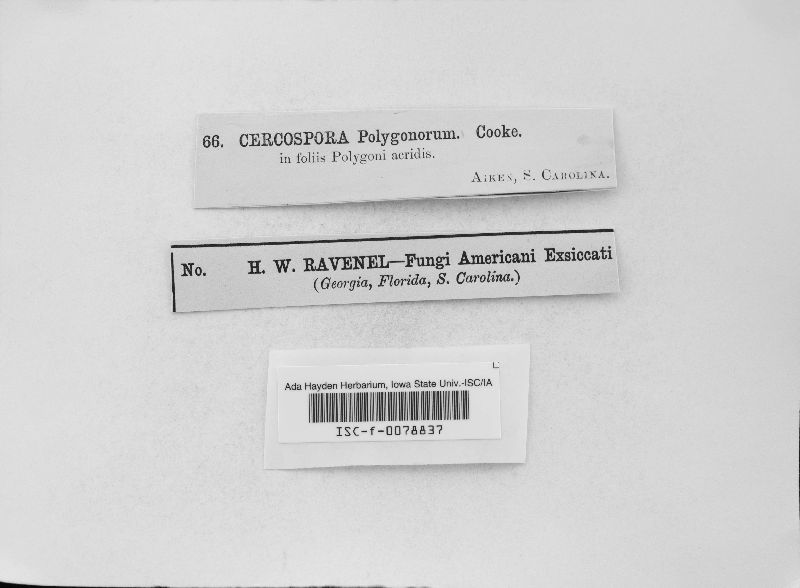 66. CERCOSPORA Polygonorum. Cooke.
in foliis Polygoni acridis.
AIKEN, S. CAROLINA.
No. H. W. RAVENEL—Fungi Americani Exsiccati
(Georgia, Florida, S. Carolina.)
Ada Hayden Herbarium, Iowa State Univ.-ISC/IA
ISC-f-0078837